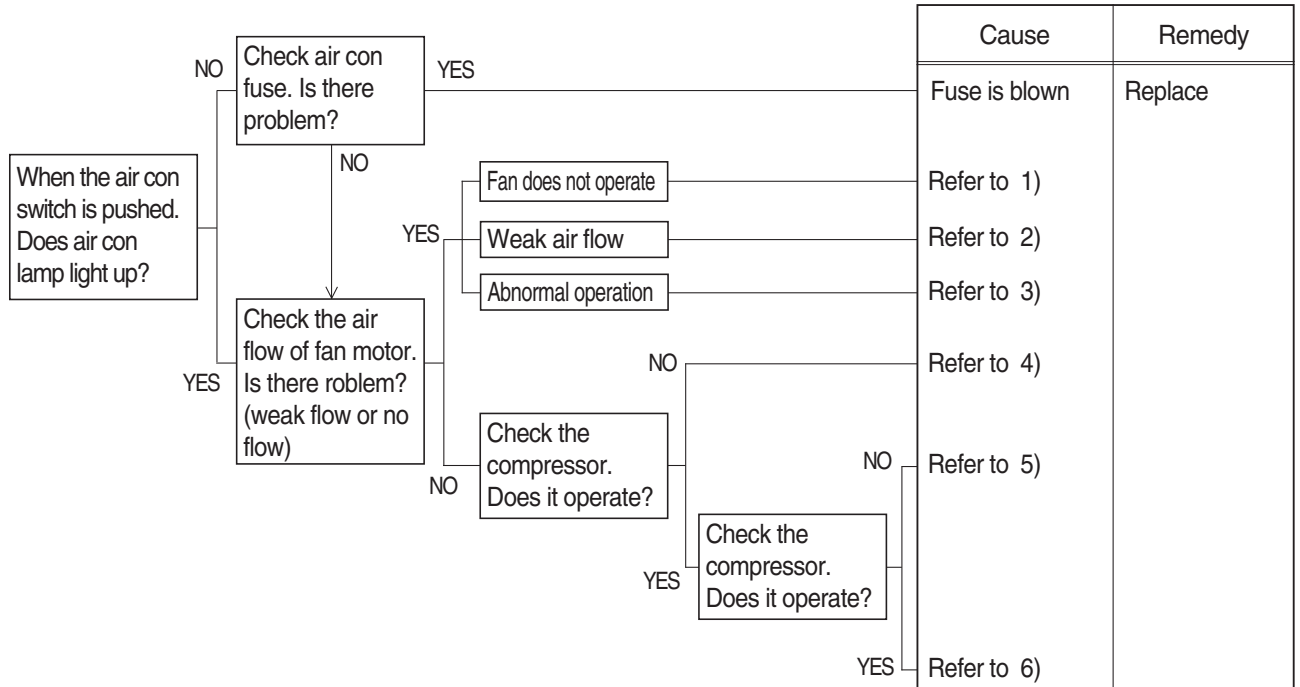 Cause
Remedy
NO
Check air con
fuse. Is there
problem?
YES
Fuse is blown
Replace
NO
When the air con
switch is pushed.
Does air con
lamp light up?
YES
Fan does not operate
Refer to 1)
Weak air flow
Refer to 2)
Abnormal operation
Refer to 3)
YES
Check the air
flow of fan motor.
Is there roblem?
(weak flow or no
flow)
NO
Refer to 4)
NO
Check the
compressor.
Does it operate?
NO
Refer to 5)
YES
Check the
compressor.
Does it operate?
YES
Refer to 6)